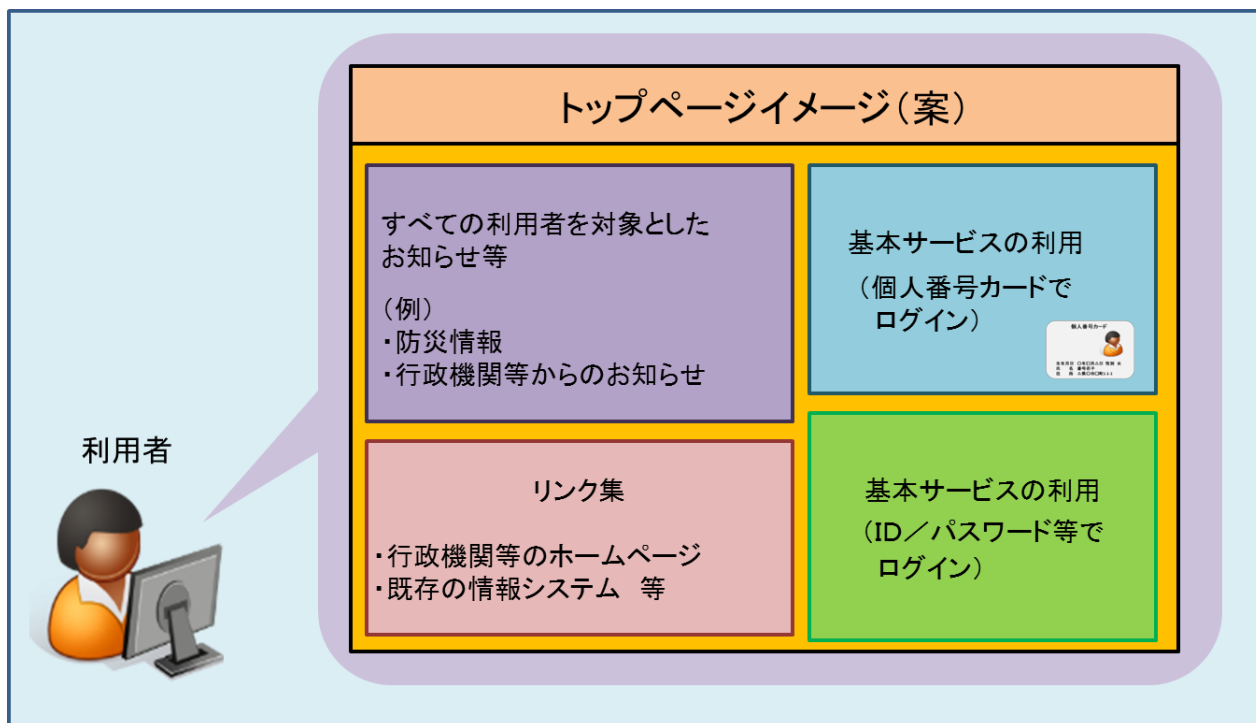 トップページイメージ（案）
すべての利用者を対象とした
お知らせ等
（例）
・防災情報
・行政機関等からのお知らせ
基本サービスの利用
（個人番号カードで
ログイン）
個人番号カード
利用者
リンク集
・行政機関等のホームページ
・既存の情報システム　等
基本サービスの利用
（ID／パスワード等で
ログイン）